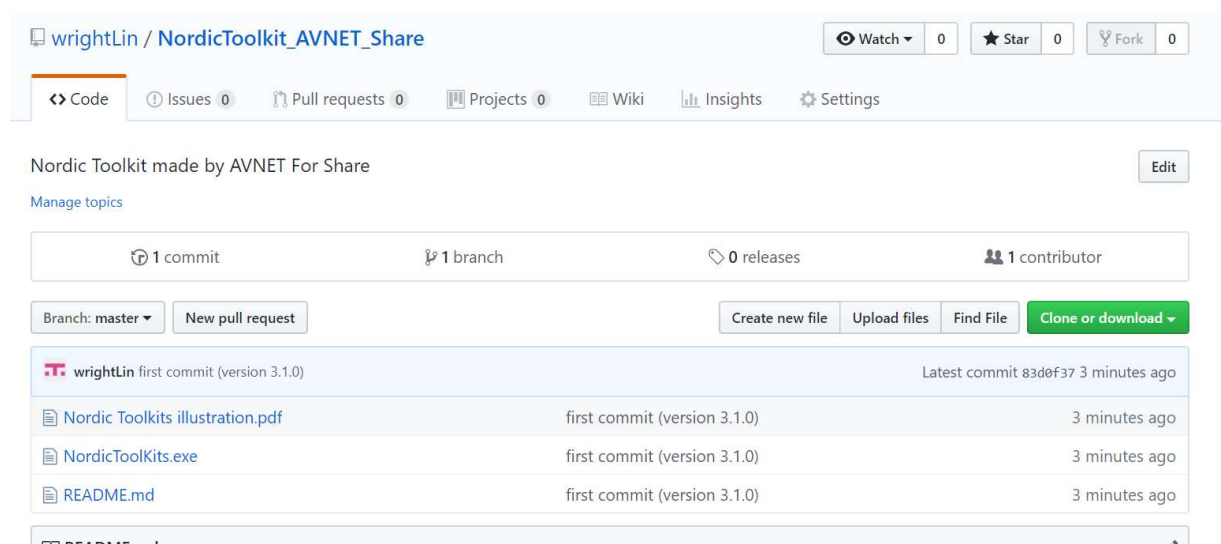 wrightLin / NordicToolkit_AVNET_Share Watch 0 Star 0 Fork 0
Code Issues 0 Pull requests 0 Projects 0 Wiki Insights Settings
Nordic Toolkit made by AVNET For Share Edit
Manage topics
1 commit 1 branch 0 releases 1 contributor
Branch: master New pull request Create new file Upload files Find File Clone or download
wrightLin first commit (version 3.1.0) Latest commit 83d0f37 3 minutes ago
Nordic Toolkits illustration.pdf first commit (version 3.1.0) 3 minutes ago
NordicToolKits.exe first commit (version 3.1.0) 3 minutes ago
README.md first commit (version 3.1.0) 3 minutes ago